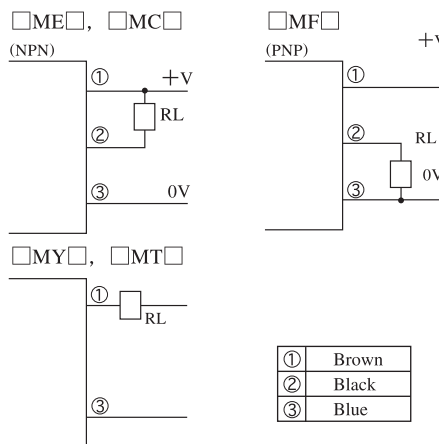 □ME□, □MC□
(NPN)
① +V
RL
②
③ 0V
□MF□
(PNP)
+V
①
②
RL
0V
③
□MY□, □MT□
①
RL
③
① Brown
② Black
③ Blue